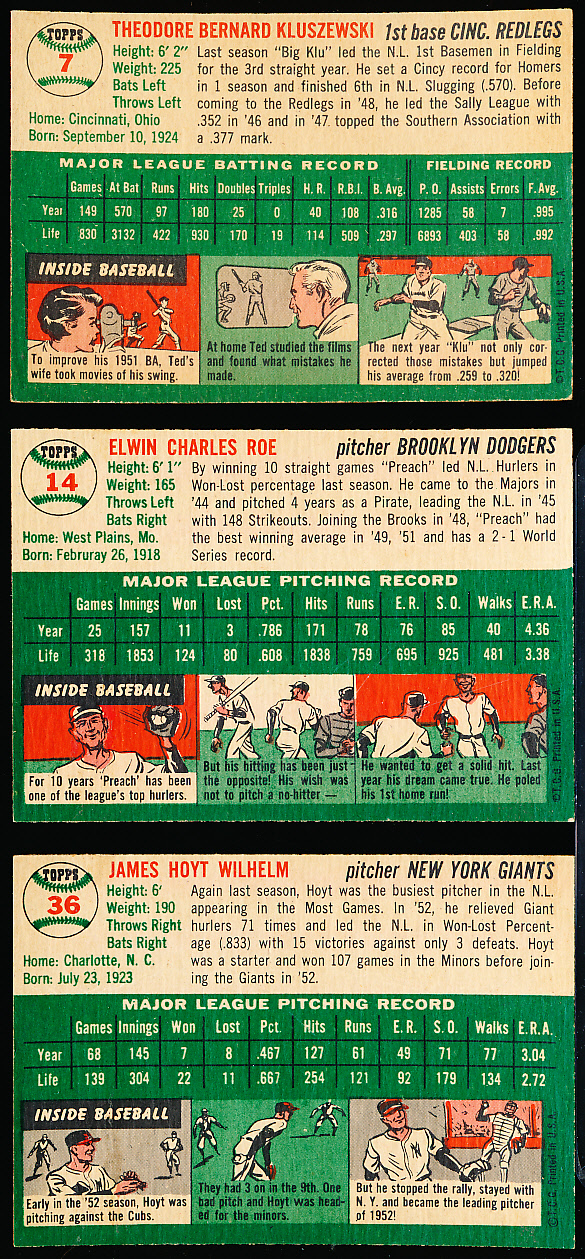 TOPPS
7
THEODORE BERNARD KLUSZEWSKI 1st base CINC. REDLEGS
Height: 6' 2"
Weight: 225
Bats Left
Throws Left
Home: Cincinnati, Ohio
Born: September 10, 1924
Last season "Big Klu" led the N.L. 1st Basemen in Fielding
for the 3rd straight year. He set a Cincy record for Homers
in 1 season and finished 6th in N.L. Slugging (.570). Before
coming to the Redlegs in '48, he led the Sally League with
.352 in '46 and in '47 topped the Southern Association with
a .377 mark.
MAJOR LEAGUE BATTING RECORD FIELDING RECORD
Games At Bat Runs Hits Doubles Triples H. R. R.B.I. B. Avg. P. O. Assists Errors F. Avg.
Year 149 570 97 180 25 0 40 108 .316 1285 58 7 .995
Life 830 3132 422 930 170 19 114 509 .297 6893 403 58 .992
INSIDE BASEBALL
To improve his 1951 BA, Ted's
wife took movies of his swing.
At home Ted studied the films
and found what mistakes he
made.
The next year "Klu" not only cor-
rected those mistakes but jumped
his average from .259 to .320!
© T.C.G. Printed in U.S.A.
TOPPS
14
ELWIN CHARLES ROE pitcher BROOKLYN DODGERS
Height: 6' 1"
Weight: 165
Throws Left
Bats Right
Home: West Plains, Mo.
Born: Februray 26, 1918
By winning 10 straight games "Preach" led N.L. Hurlers in
Won-Lost percentage last season. He came to the Majors in
'44 and pitched 4 years as a Pirate, leading the N.L. in '45
with 148 Strikeouts. Joining the Brooks in '48, "Preach" had
the best winning average in '49, '51 and has a 2-1 World
Series record.
MAJOR LEAGUE PITCHING RECORD
Games Innings Won Lost Pct. Hits Runs E. R. S. O. Walks E.R.A.
Year 25 157 11 3 .786 171 78 76 85 40 4.36
Life 318 1853 124 80 .608 1838 759 695 925 481 3.38
INSIDE BASEBALL
For 10 years 'Preach' has been
one of the league's top hurlers.
But his hitting has been just
the opposite! His wish was
not to pitch a no-hitter —
He wanted to get a solid hit. Last
year his dream came true. He poled
his 1st home run!
© T.C.G. Printed in U.S.A.
TOPPS
36
JAMES HOYT WILHELM pitcher NEW YORK GIANTS
Height: 6'
Weight: 190
Throws Right
Bats Right
Home: Charlotte, N. C.
Born: July 23, 1923
Again last season, Hoyt was the busiest pitcher in the N.L.
appearing in the Most Games. In '52, he relieved Giant
hurlers 71 times and led the N.L. in Won-Lost Percent-
age (.833) with 15 victories against only 3 defeats. Hoyt
was a starter and won 107 games in the Minors before join-
ing the Giants in '52.
MAJOR LEAGUE PITCHING RECORD
Games Innings Won Lost Pct. Hits Runs E. R. S. O. Walks E.R.A.
Year 68 145 7 8 .467 127 61 49 71 77 3.04
Life 139 304 22 11 .667 254 121 92 179 134 2.72
INSIDE BASEBALL
Early in the '52 season, Hoyt was
pitching against the Cubs.
They had 3 on in the 9th. One
bad pitch and Hoyt was head-
ed for the minors.
But he stopped the rally, stayed with
N. Y. and became the leading pitcher
of 1952!
© T.C.G. Printed in U.S.A.